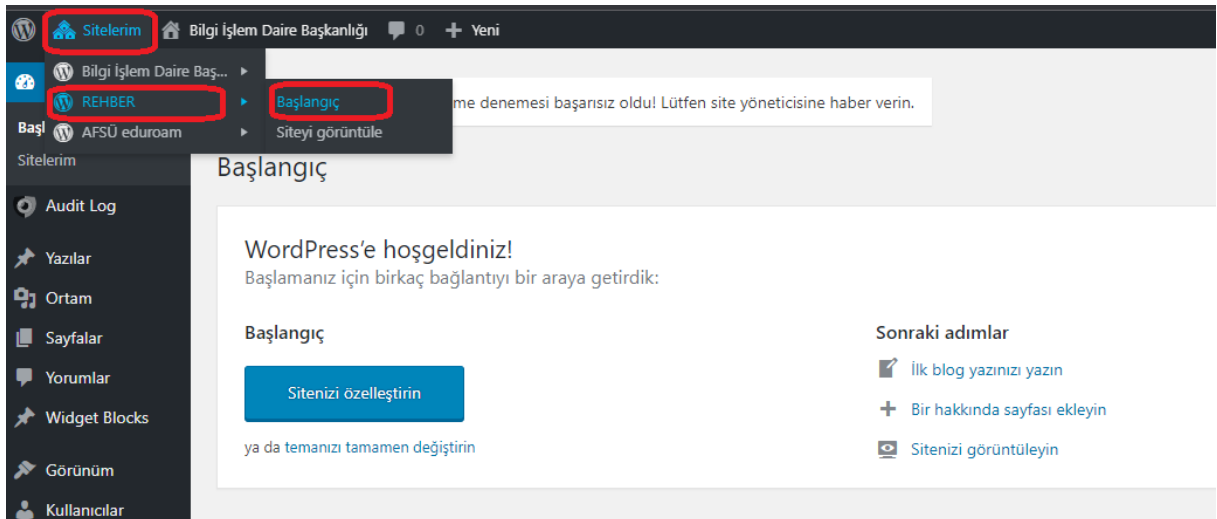 Sitelerim Bilgi İşlem Daire Başkanlığı 0 Yeni
Bilgi İşlem Daire Baş...
REHBER
AFSÜ eduroam
Başlangıç
Siteyi görüntüle
me denemesi başarısız oldu! Lütfen site yöneticisine haber verin.
Sitelerim
Audit Log
Yazılar
Ortam
Sayfalar
Yorumlar
Widget Blocks
Görünüm
Kullanıcılar
Başlangıç
WordPress'e hoşgeldiniz!
Başlamanız için birkaç bağlantıyı bir araya getirdik:
Başlangıç
Sitenizi özelleştirin
ya da temanızı tamamen değiştirin
Sonraki adımlar
İlk blog yazınızı yazın
Bir hakkında sayfası ekleyin
Sitenizi görüntüleyin